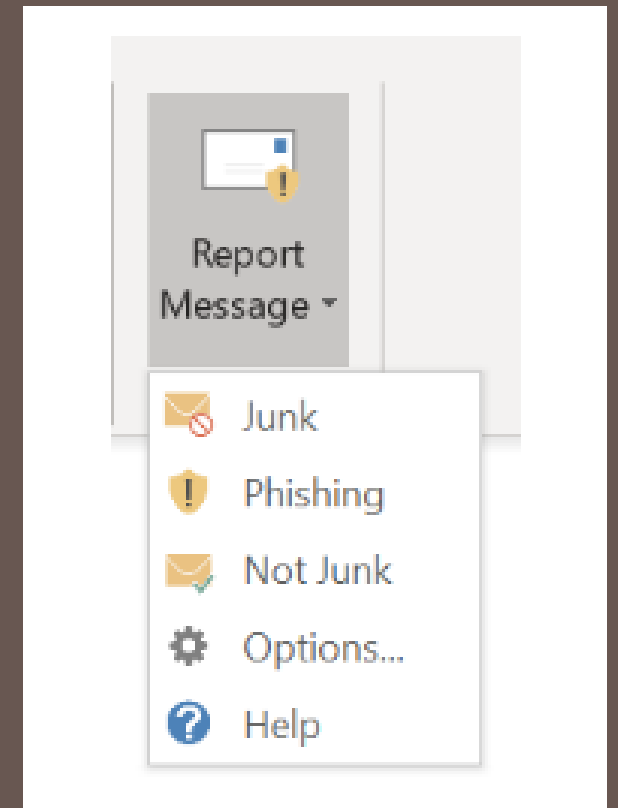 Report
Message
Junk
Phishing
Not Junk
Options...
Help